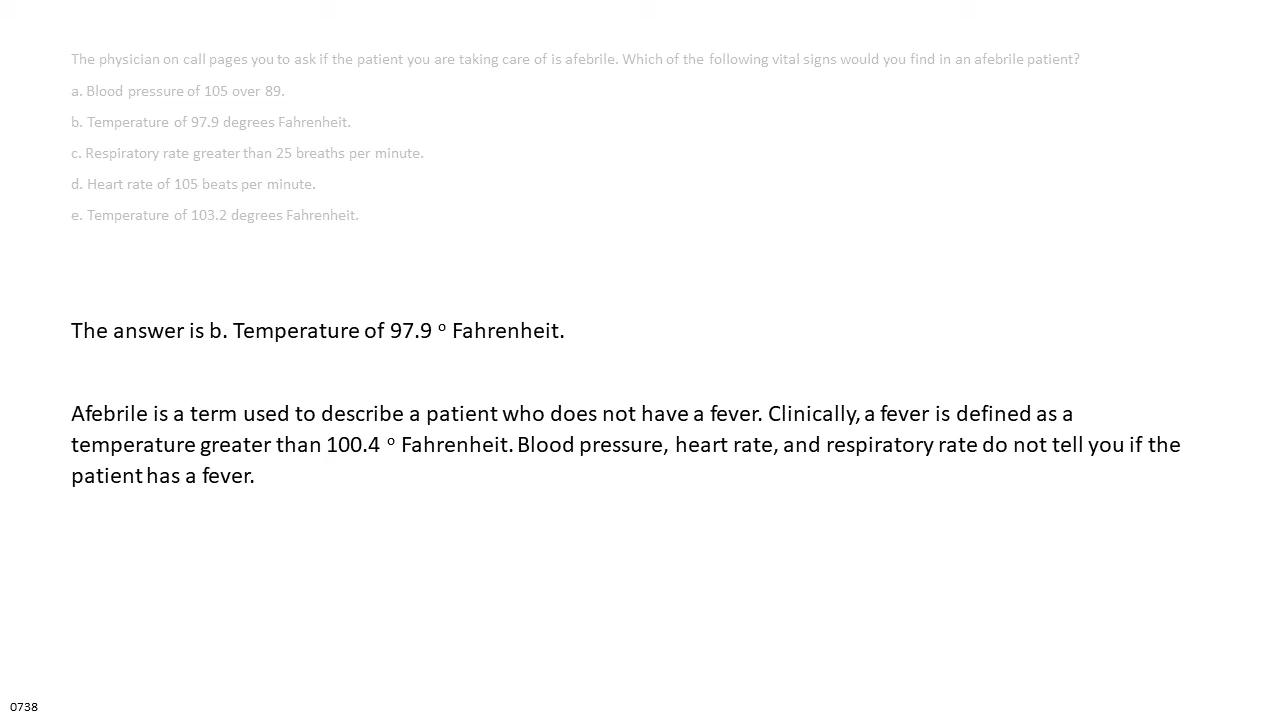 The physician on call pages you to ask if the patient you are taking care of is afebrile. Which of the following vital signs would you find in an afebrile patient?
a. Blood pressure of 105 over 89.
b. Temperature of 97.9 degrees Fahrenheit.
c. Respiratory rate greater than 25 breaths per minute.
d. Heart rate of 105 beats per minute.
e. Temperature of 103.2 degrees Fahrenheit.
The answer is b. Temperature of 97.9 º Fahrenheit.
Afebrile is a term used to describe a patient who does not have a fever. Clinically, a fever is defined as a
temperature greater than 100.4 º Fahrenheit. Blood pressure, heart rate, and respiratory rate do not tell you if the
patient has a fever.
0738